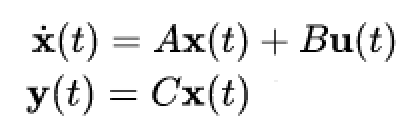 ẋ(t) = Ax(t) + Bu(t)
y(t) = Cx(t)